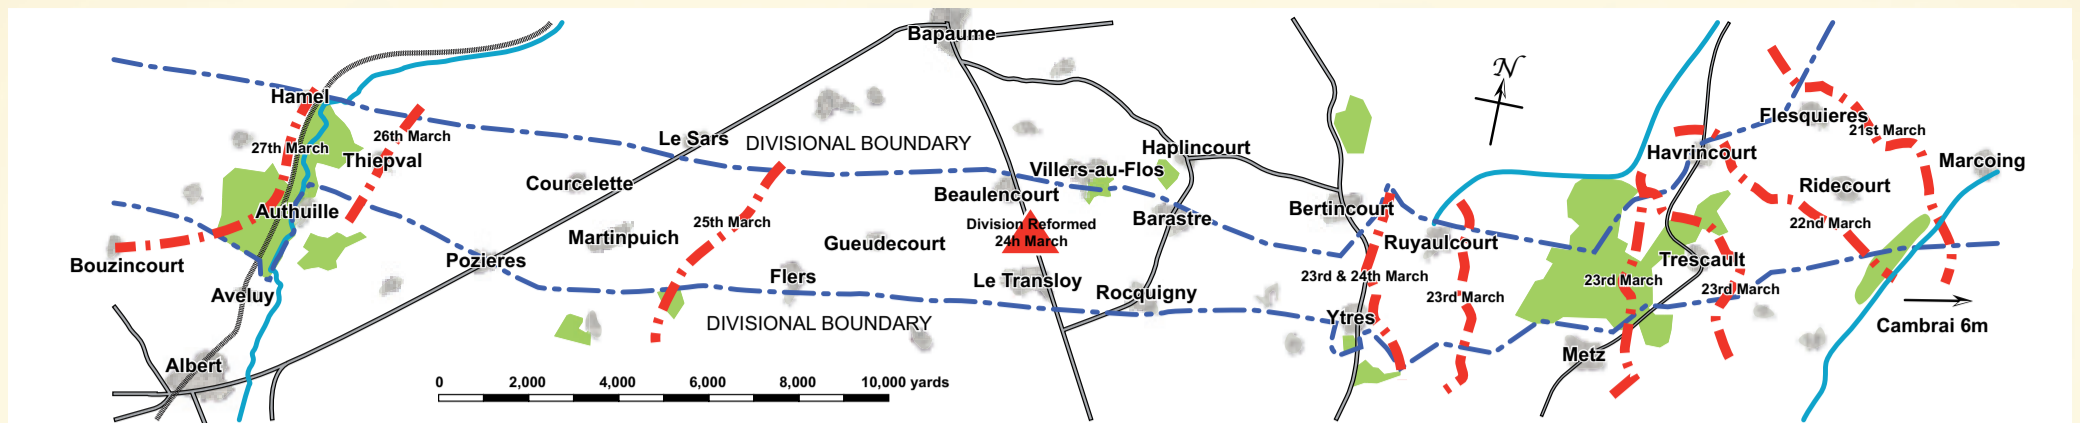 Bapaume
N
Hamel
26th March
27th March
Thiepval
Le Sars
DIVISIONAL BOUNDARY
Haplincourt
Villers-au-Flos
Courcelette
Beaulencourt
Authuille
Martinpuich
25th March
Gueudecourt
Division Reformed
24h March
Barastre
Bertincourt
Ruyaulcourt
Flesquieres
21st March
Havrincourt
Marcoing
Ridecourt
22nd March
Trescault
Bouzincourt
Pozieres
Flers
Le Transloy
Rocquigny
23rd & 24th March
23rd March
23rd March
23rd March
Aveluy
DIVISIONAL BOUNDARY
Ytres
Cambrai 6m
Metz
Albert
0 2,000 4,000 6,000 8,000 10,000 yards